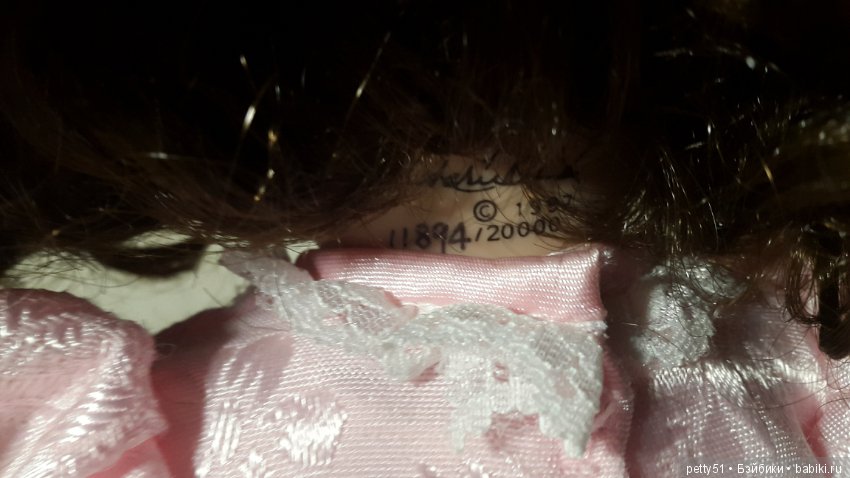 © 1997
11894/20000
petty51 • Бэйбики • babiki.ru